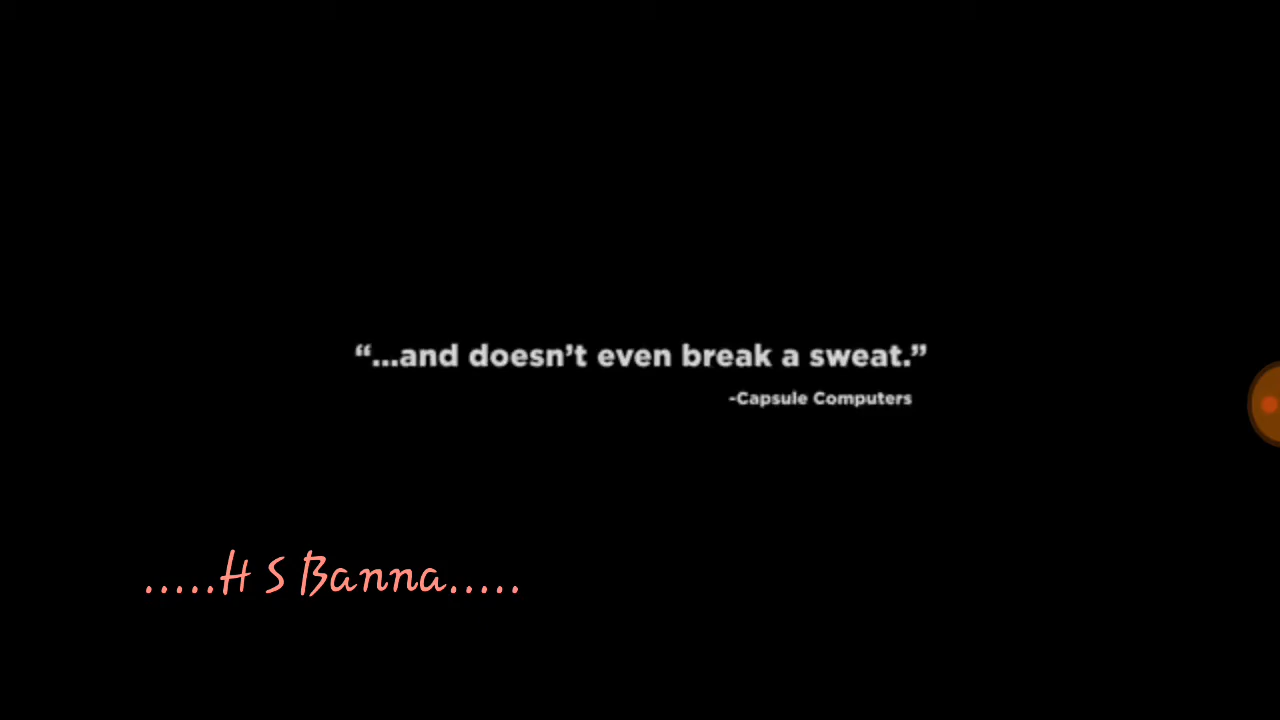 “...and doesn’t even break a sweat.”
-Capsule Computers
.....H S Banna.....